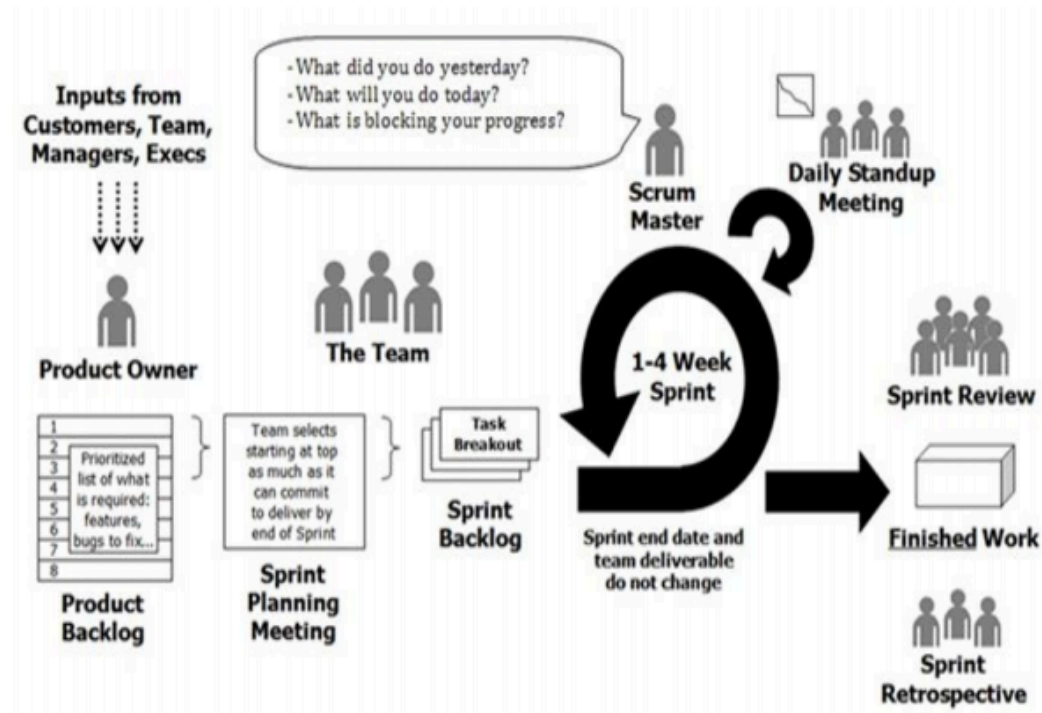 - What did you do yesterday?
- What will you do today?
- What is blocking your progress?
Inputs from
Customers, Team,
Managers, Execs
Scrum
Master
Daily Standup
Meeting
Product Owner
The Team
1-4 Week
Sprint
Sprint Review
1
2
3
4
5
6
7
8
Prioritized
list of what
is required:
features,
bugs to fix...
Team selects
starting at top
as much as it
can commit
to deliver by
end of Sprint
Task
Breakout
Product
Backlog
Sprint
Planning
Meeting
Sprint
Backlog
Sprint end date and
team deliverable
do not change
Finished Work
Sprint
Retrospective